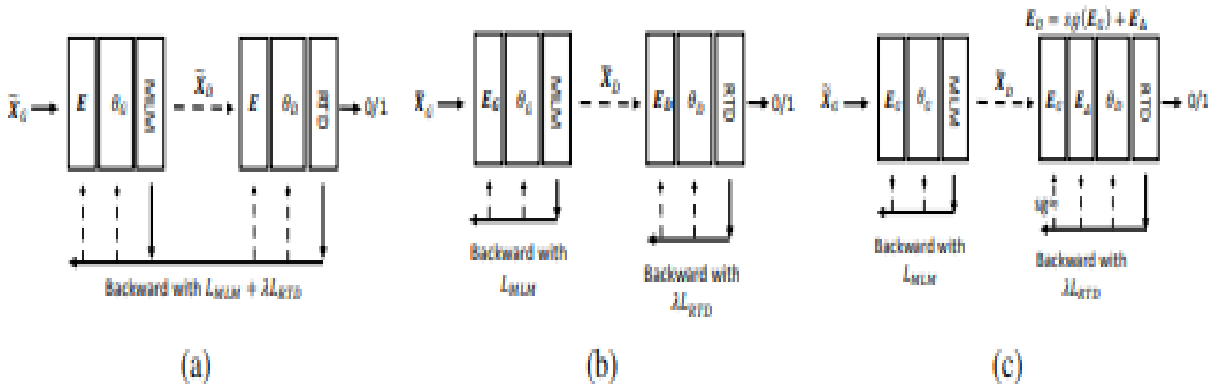 E_D = sg(E_G) + E_Δ
X̃_G E θ_G MLM X̃_D E θ_D RTD 0/1
X̃_G E_G θ_G MLM X̃_D E_D θ_D RTD 0/1
X̃_G E_G θ_G MLM X̃_D E_G E_Δ θ_D RTD 0/1
sg
Backward with L_MLM + λL_RTD
Backward with
L_MLM
Backward with
λL_RTD
Backward with
L_MLM
Backward with
λL_RTD
(a)
(b)
(c)